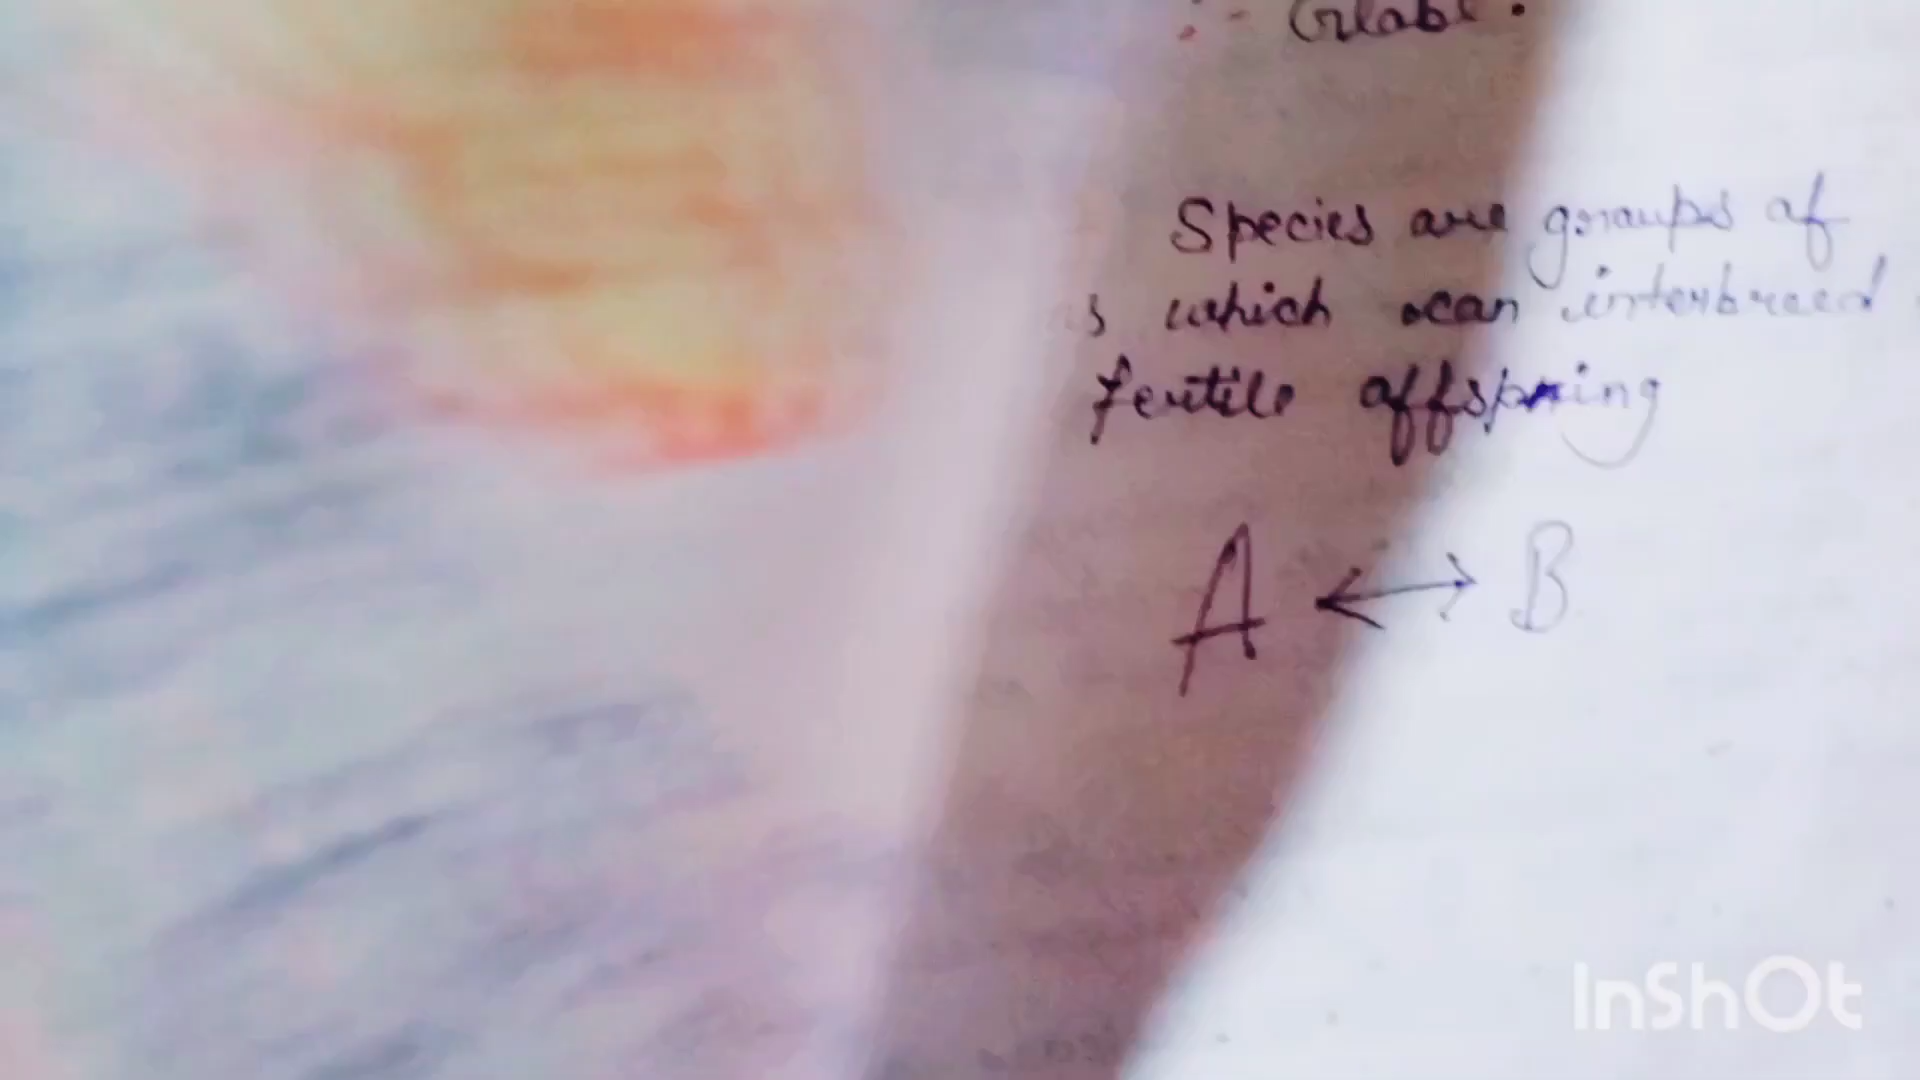 Species are groups of
which can interbreed
fertile offspring
A ↔ B
InShOt